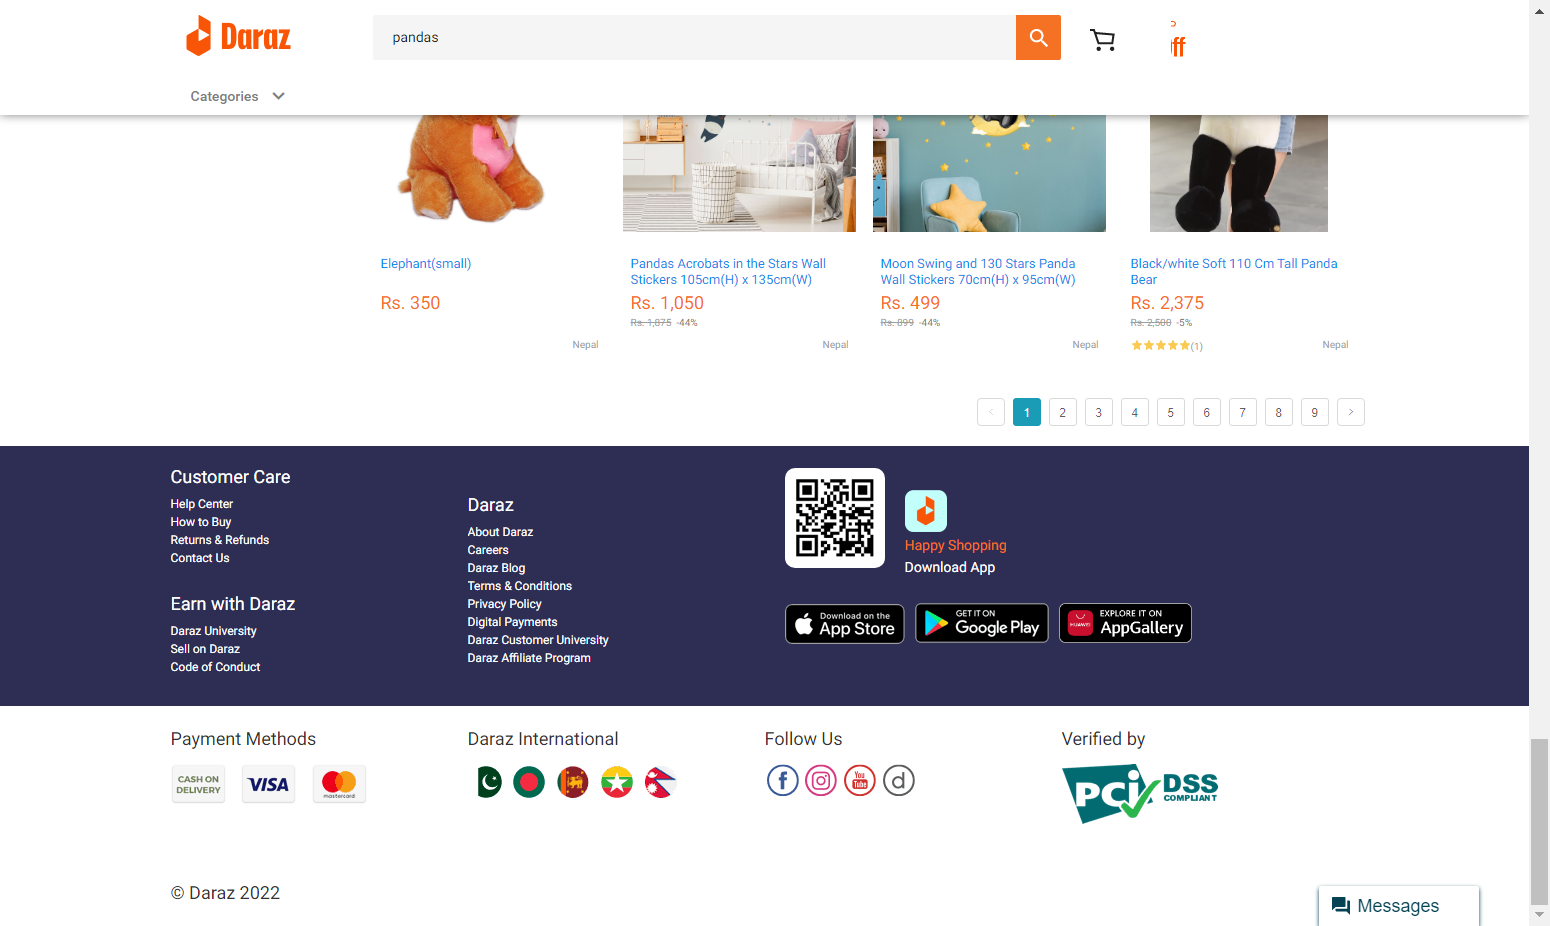 Daraz
pandas
ff
Categories
Elephant(small)
Rs. 350
Nepal
Pandas Acrobats in the Stars Wall
Stickers 105cm(H) x 135cm(W)
Rs. 1,050
Rs. 1,875 -44%
Nepal
Moon Swing and 130 Stars Panda
Wall Stickers 70cm(H) x 95cm(W)
Rs. 499
Rs. 899 -44%
Nepal
Black/white Soft 110 Cm Tall Panda
Bear
Rs. 2,375
Rs. 2,500 -5%
(1)
Nepal
< 1 2 3 4 5 6 7 8 9 >
Customer Care
Help Center
How to Buy
Returns & Refunds
Contact Us
Earn with Daraz
Daraz University
Sell on Daraz
Code of Conduct
Daraz
About Daraz
Careers
Daraz Blog
Terms & Conditions
Privacy Policy
Digital Payments
Daraz Customer University
Daraz Affiliate Program
Happy Shopping
Download App
Download on the
App Store
GET IT ON
Google Play
HUAWEI
EXPLORE IT ON
AppGallery
Payment Methods
CASH ON
DELIVERY
VISA
mastercard
Daraz International
Follow Us
f
You
Tube
d
Verified by
PCi DSS
COMPLIANT
© Daraz 2022
Messages